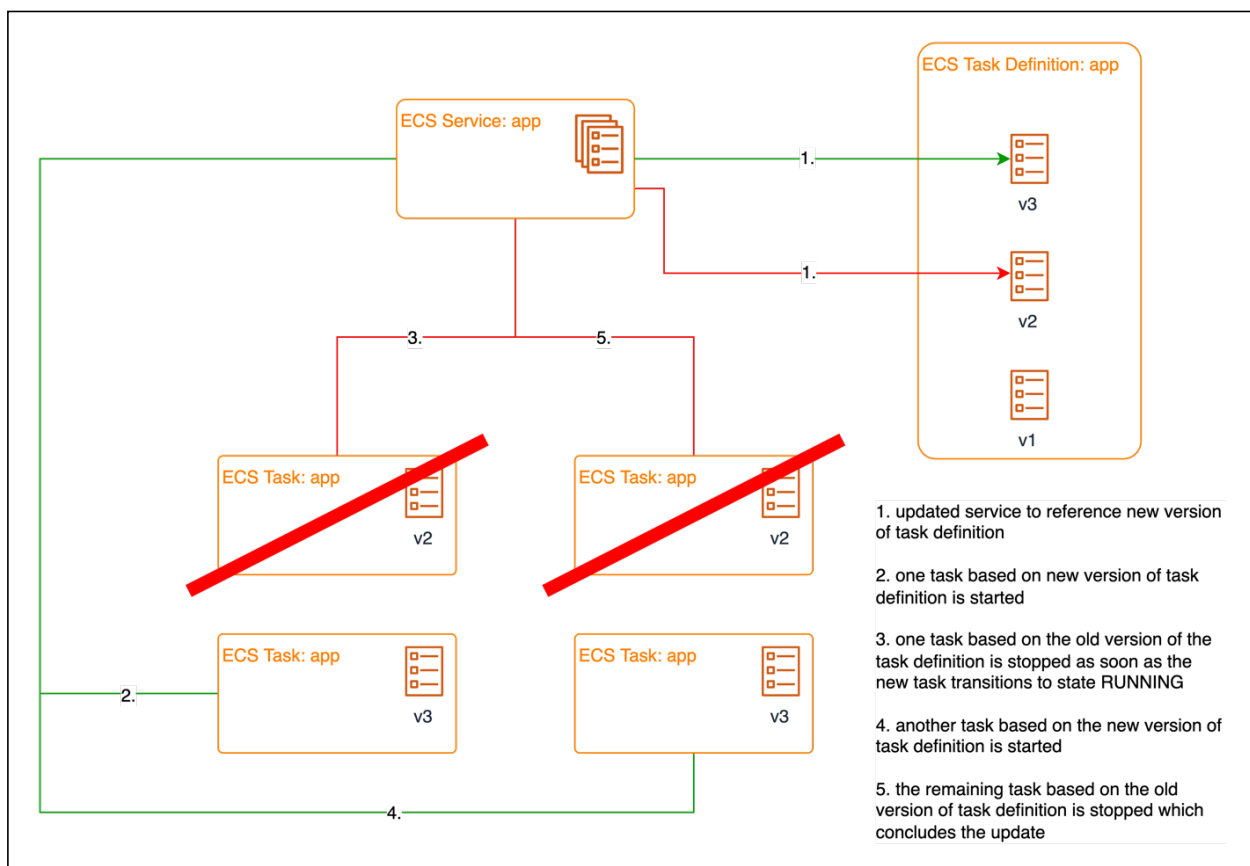 ECS Task Definition: app
ECS Service: app
1.
v3
1.
v2
v1
3.
5.
ECS Task: app
v2
ECS Task: app
v2
ECS Task: app
v3
ECS Task: app
v3
2.
4.
1. updated service to reference new version
of task definition
2. one task based on new version of task
definition is started
3. one task based on the old version of the
task definition is stopped as soon as the
new task transitions to state RUNNING
4. another task based on the new version of
task definition is started
5. the remaining task based on the old
version of task definition is stopped which
concludes the update